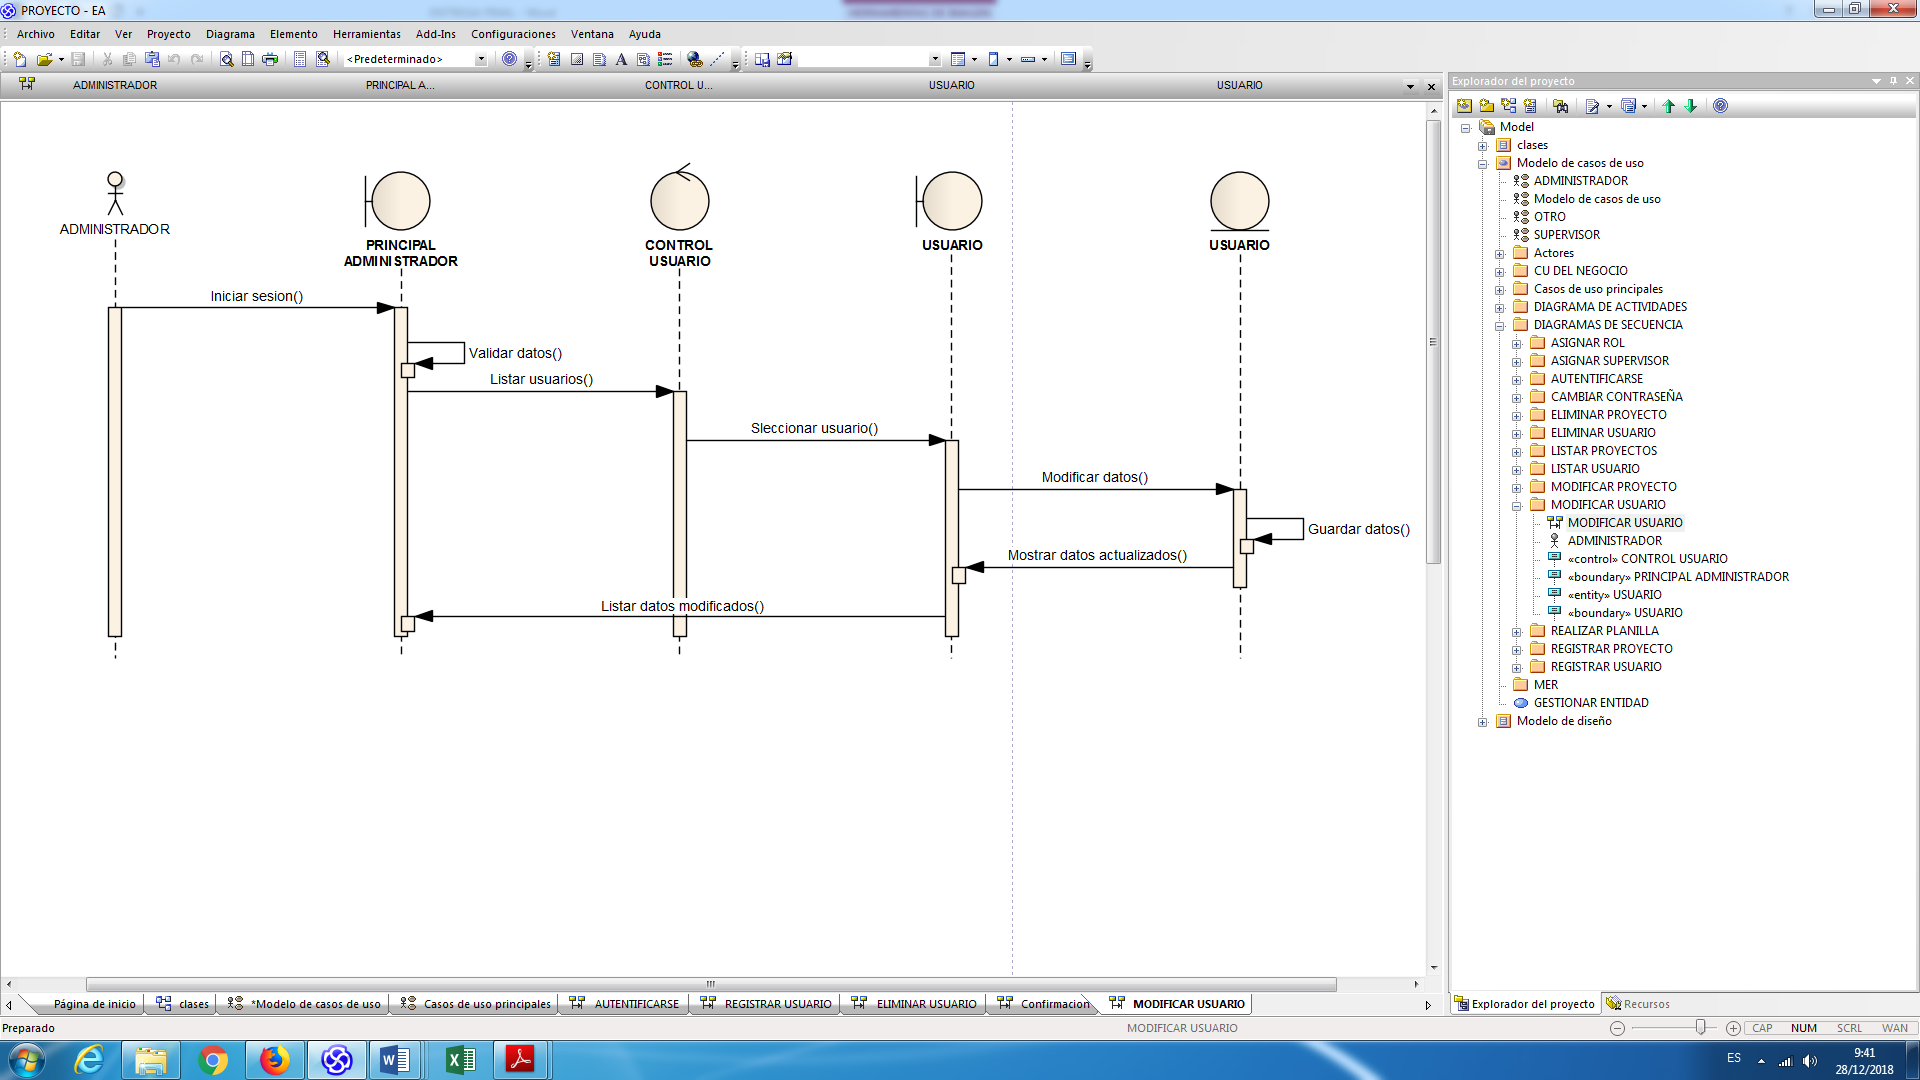 PROYECTO - EA
Archivo Editar Ver Proyecto Diagrama Elemento Herramientas Add-Ins Configuraciones Ventana Ayuda
<Predeterminado>
ADMINISTRADOR PRINCIPAL A... CONTROL U... USUARIO USUARIO
ADMINISTRADOR
PRINCIPAL
ADMINISTRADOR
CONTROL
USUARIO
USUARIO
USUARIO
Iniciar sesion()
Validar datos()
Listar usuarios()
Sleccionar usuario()
Modificar datos()
Guardar datos()
Mostrar datos actualizados()
Listar datos modificados()
Explorador del proyecto
Model
clases
Modelo de casos de uso
ADMINISTRADOR
Modelo de casos de uso
OTRO
SUPERVISOR
Actores
CU DEL NEGOCIO
Casos de uso principales
DIAGRAMA DE ACTIVIDADES
DIAGRAMAS DE SECUENCIA
ASIGNAR ROL
ASIGNAR SUPERVISOR
AUTENTIFICARSE
CAMBIAR CONTRASEÑA
ELIMINAR PROYECTO
ELIMINAR USUARIO
LISTAR PROYECTOS
LISTAR USUARIO
MODIFICAR PROYECTO
MODIFICAR USUARIO
MODIFICAR USUARIO
ADMINISTRADOR
«control» CONTROL USUARIO
«boundary» PRINCIPAL ADMINISTRADOR
«entity» USUARIO
«boundary» USUARIO
REALIZAR PLANILLA
REGISTRAR PROYECTO
REGISTRAR USUARIO
MER
GESTIONAR ENTIDAD
Modelo de diseño
Página de inicio clases *Modelo de casos de uso Casos de uso principales AUTENTIFICARSE REGISTRAR USUARIO ELIMINAR USUARIO Confirmacion MODIFICAR USUARIO
Explorador del proyecto Recursos
Preparado MODIFICAR USUARIO CAP NUM SCRL WAN
ES
9:41
28/12/2018